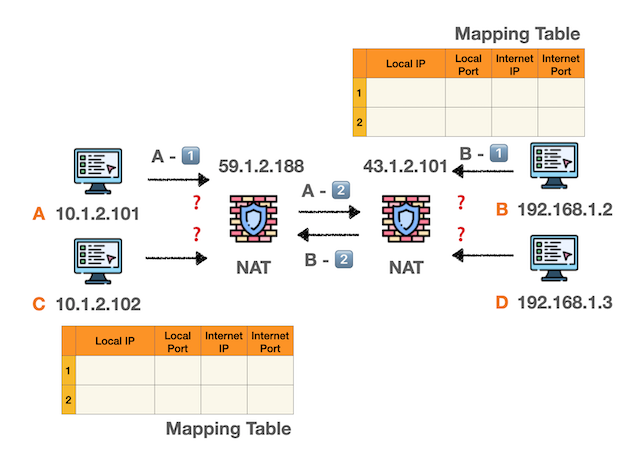 Mapping Table
Local IP Local Port Internet IP Internet Port
1
2
A - 1
59.1.2.188
43.1.2.101
B - 1
A - 2
A 10.1.2.101
?
?
B 192.168.1.2
?
?
B - 2
NAT
NAT
C 10.1.2.102
D 192.168.1.3
Local IP Local Port Internet IP Internet Port
1
2
Mapping Table